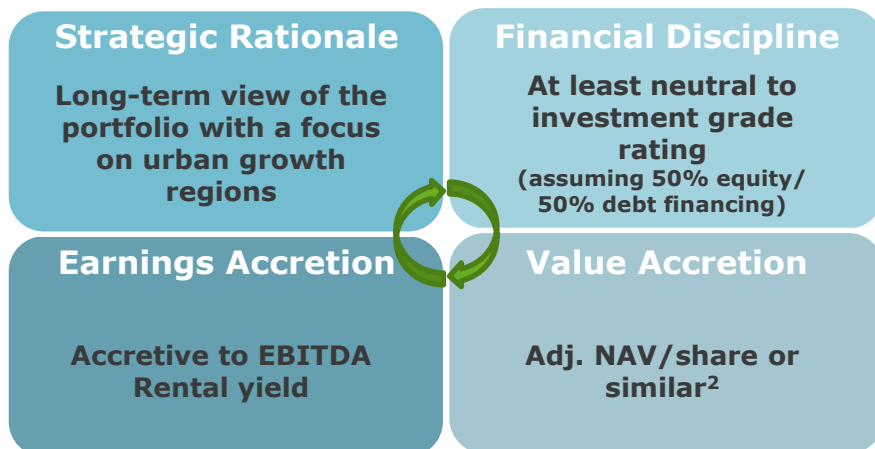 Strategic Rationale
Long-term view of the
portfolio with a focus
on urban growth
regions
Financial Discipline
At least neutral to
investment grade
rating
(assuming 50% equity/
50% debt financing)
Earnings Accretion
Accretive to EBITDA
Rental yield
Value Accretion
Adj. NAV/share or
similar²